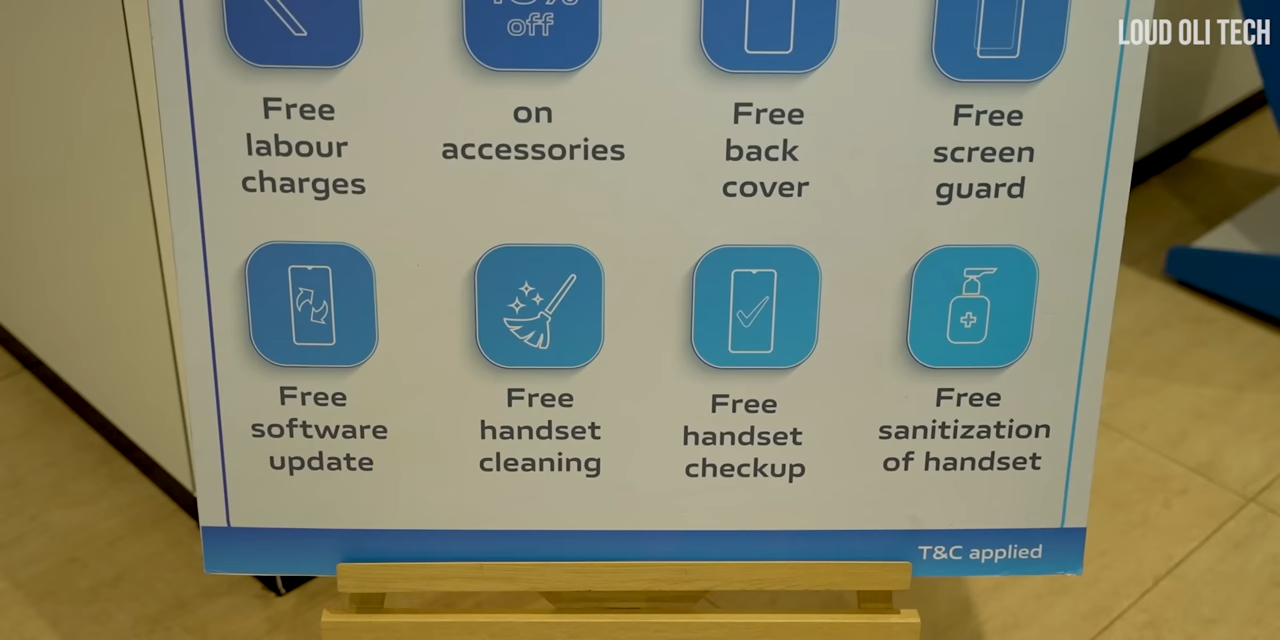 LOUD OLI TECH
off
Free
labour
charges
on
accessories
Free
back
cover
Free
screen
guard
Free
software
update
Free
handset
cleaning
Free
handset
checkup
Free
sanitization
of handset
T&C applied